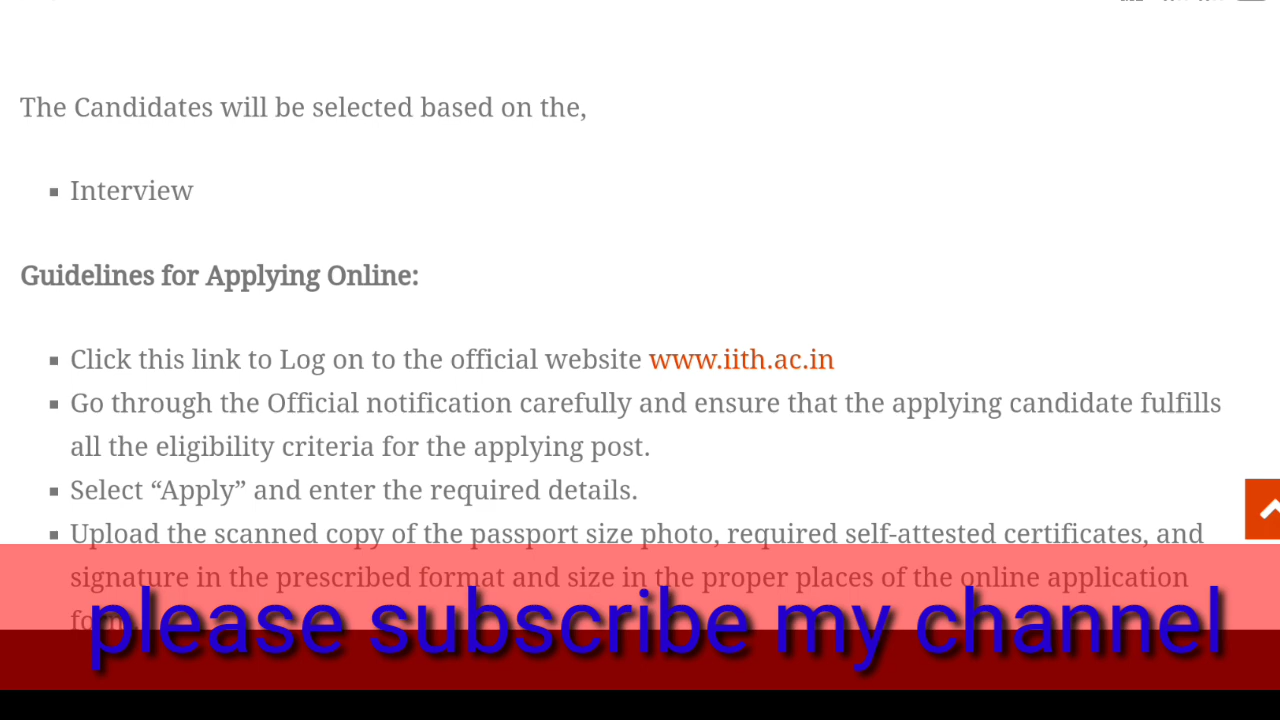 The Candidates will be selected based on the,
▪ Interview
Guidelines for Applying Online:
▪ Click this link to Log on to the official website www.iith.ac.in
▪ Go through the Official notification carefully and ensure that the applying candidate fulfills
all the eligibility criteria for the applying post.
▪ Select “Apply” and enter the required details.
▪ Upload the scanned copy of the passport size photo, required self-attested certificates, and
signature in the prescribed format and size in the proper places of the online application
please subscribe my channel